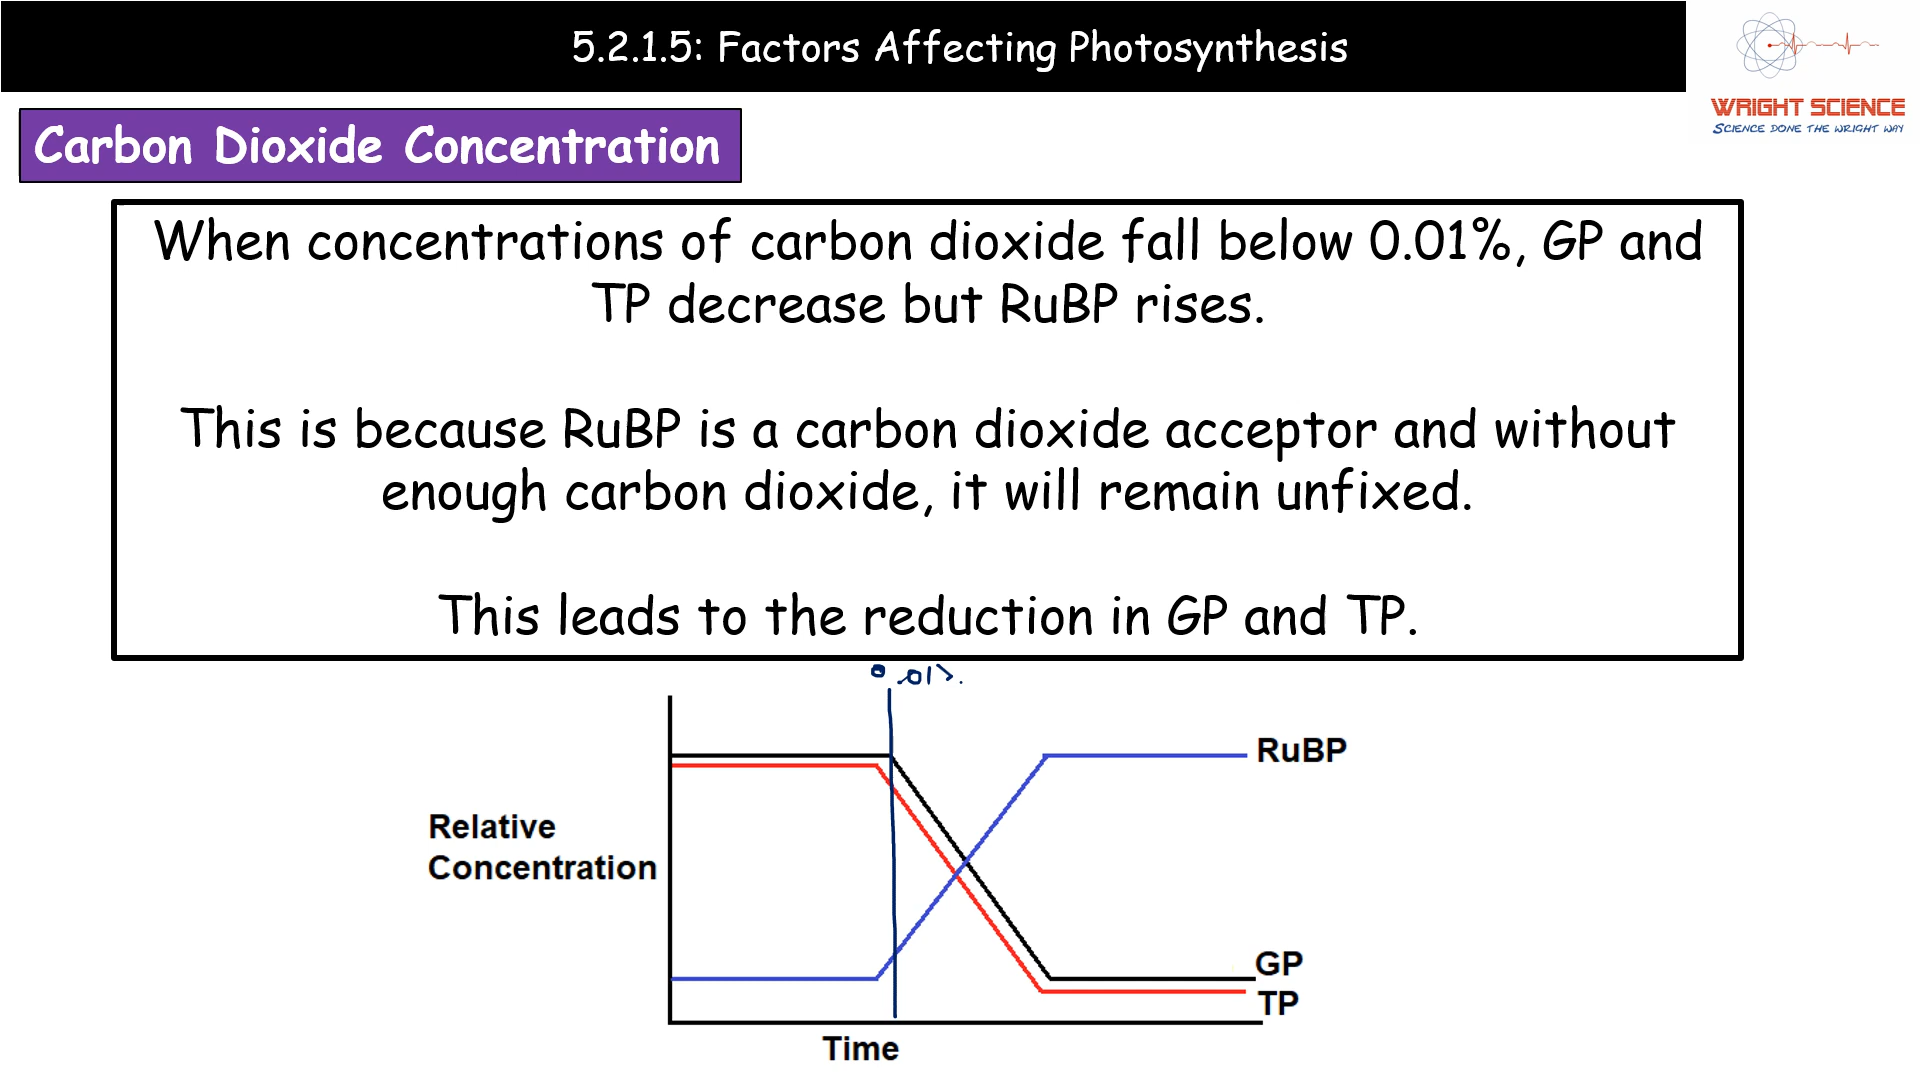 5.2.1.5: Factors Affecting Photosynthesis
WRIGHT SCIENCE
SCIENCE DONE THE WRIGHT WAY
Carbon Dioxide Concentration
When concentrations of carbon dioxide fall below 0.01%, GP and
TP decrease but RuBP rises.
This is because RuBP is a carbon dioxide acceptor and without
enough carbon dioxide, it will remain unfixed.
This leads to the reduction in GP and TP.
0.01%.
RuBP
Relative
Concentration
GP
TP
Time